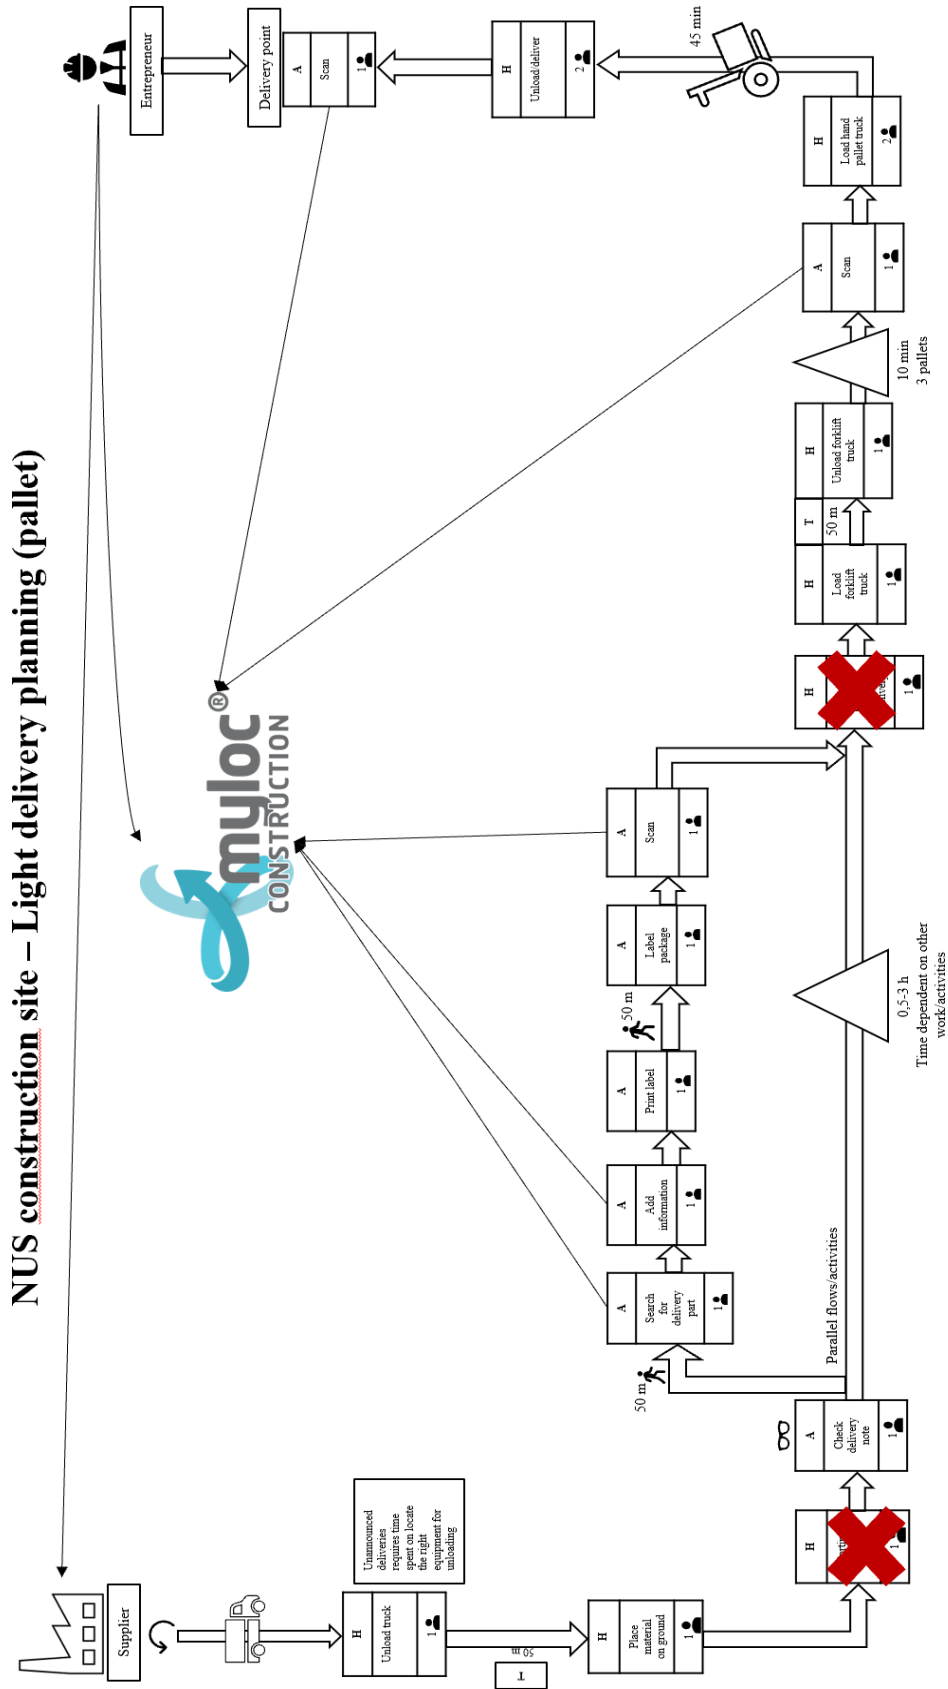 NUS construction site – Light delivery planning (pallet)
Supplier
H
Unload truck
1
Unannounced
deliveries
requires time
spent on locate
the right
equipment for
unloading
T
50 m
H
Place
material
on ground
1
H
1
A
Check
delivery
note
1
Parallel flows/activities
50 m
A
Search
for
delivery
part
1
A
Add
information
1
A
Print label
1
50 m
A
Label
package
1
A
Scan
1
0,5-3 h
Time dependent on other
work/activities
H
1
H
Load
forklift
truck
1
T
50 m
H
Unload forklift
truck
1
10 min
3 pallets
A
Scan
1
H
Load hand
pallet truck
2
45 min
H
Unload/deliver
2
A
Scan
1
Delivery point
Entrepreneur
myloc®
CONSTRUCTION